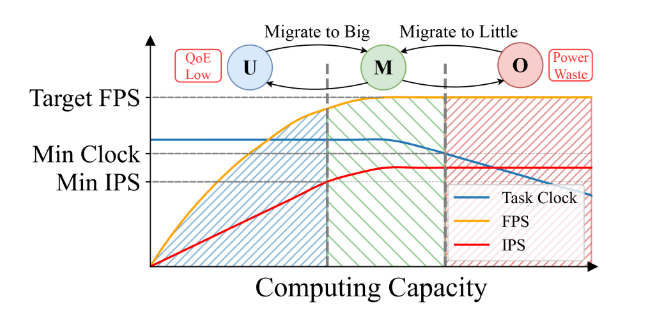 Migrate to Big
Migrate to Little
QoE
Low
U
M
O
Power
Waste
Target FPS
Min Clock
Min IPS
Task Clock
FPS
IPS
Computing Capacity